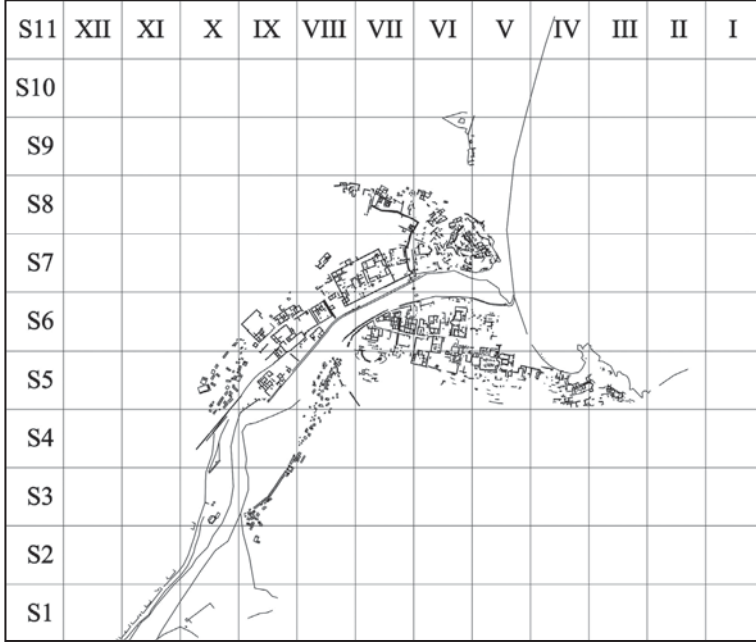 S11 XII XI X IX VIII VII VI V IV III II I
S10
S9
S8
S7
S6
S5
S4
S3
S2
S1